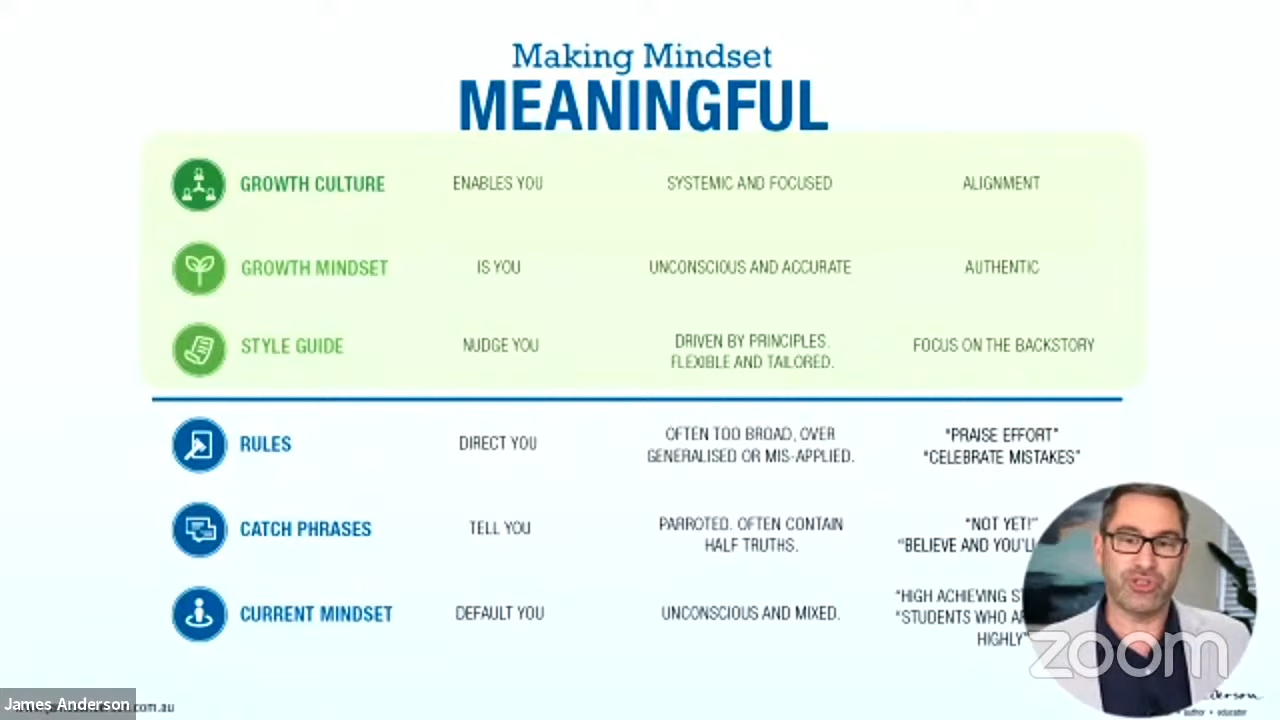 Making Mindset
MEANINGFUL
GROWTH CULTURE
ENABLES YOU
SYSTEMIC AND FOCUSED
ALIGNMENT
GROWTH MINDSET
IS YOU
UNCONSCIOUS AND ACCURATE
AUTHENTIC
STYLE GUIDE
NUDGE YOU
DRIVEN BY PRINCIPLES.
FLEXIBLE AND TAILORED.
FOCUS ON THE BACKSTORY
RULES
DIRECT YOU
OFTEN TOO BROAD, OVER
GENERALISED OR MIS-APPLIED.
"PRAISE EFFORT"
"CELEBRATE MISTAKES"
CATCH PHRASES
TELL YOU
PARROTED. OFTEN CONTAIN
HALF TRUTHS.
"NOT YET!"
"BELIEVE AND
CURRENT MINDSET
DEFAULT YOU
UNCONSCIOUS AND MIXED.
"HIGH ACHIEVING
"STUDENTS WHO
HIGHLY"
zoom
James Anderson
.com.au
author • educator